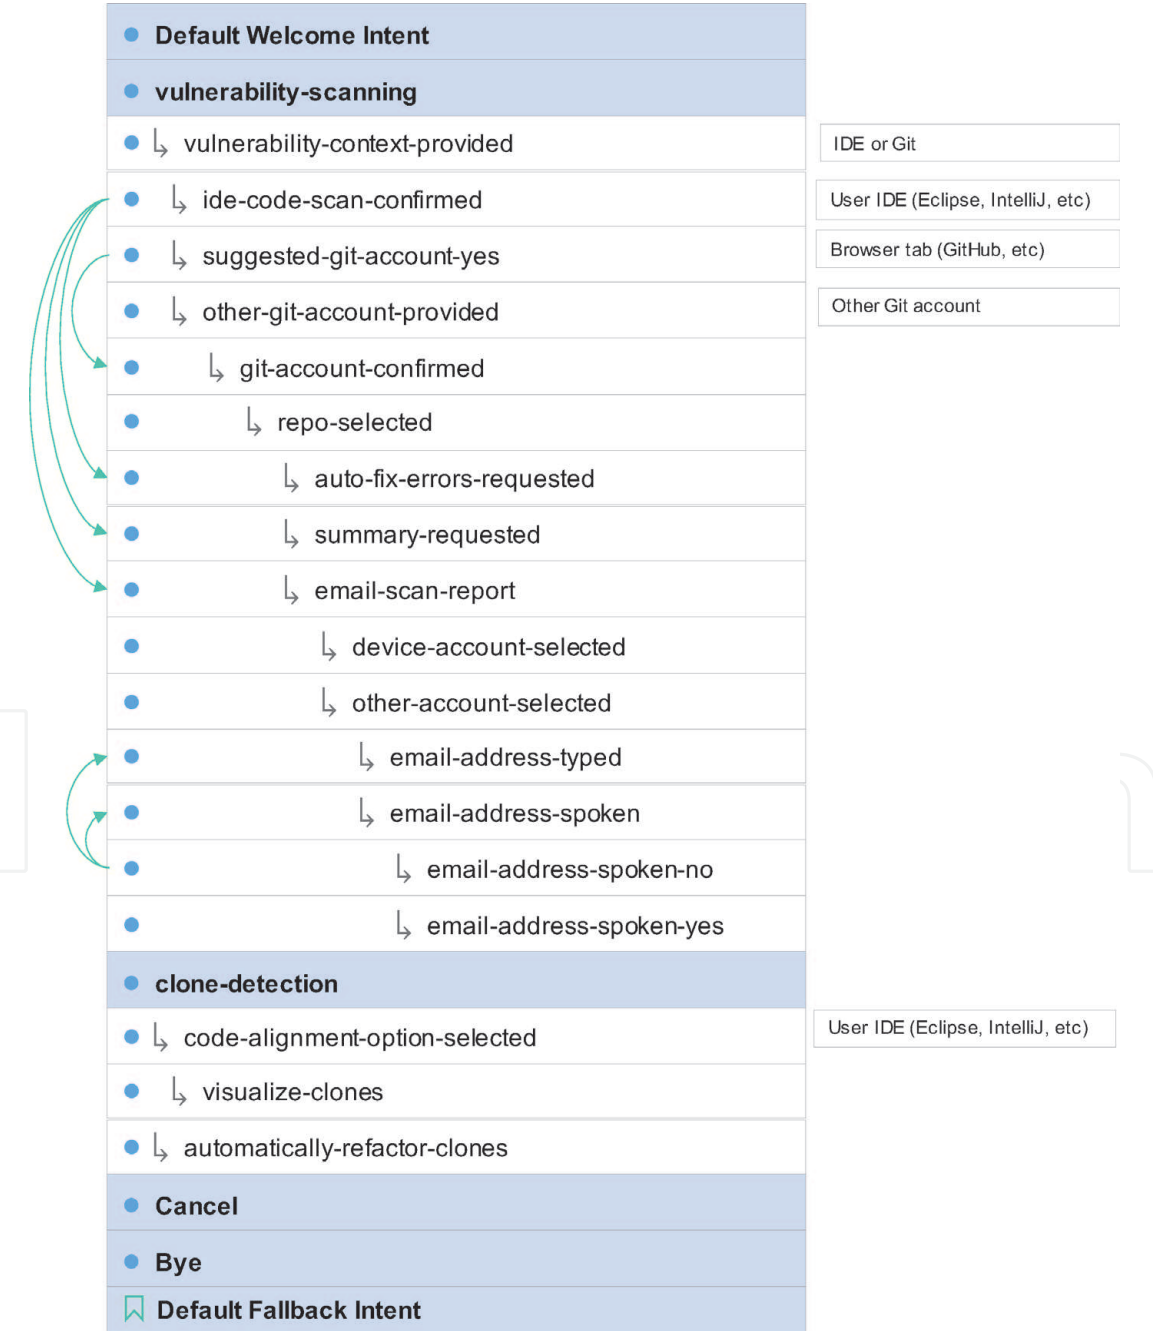 Default Welcome Intent
vulnerability-scanning
vulnerability-context-provided
IDE or Git
ide-code-scan-confirmed
User IDE (Eclipse, IntelliJ, etc)
suggested-git-account-yes
Browser tab (GitHub, etc)
other-git-account-provided
Other Git account
git-account-confirmed
repo-selected
auto-fix-errors-requested
summary-requested
email-scan-report
device-account-selected
other-account-selected
email-address-typed
email-address-spoken
email-address-spoken-no
email-address-spoken-yes
clone-detection
code-alignment-option-selected
User IDE (Eclipse, IntelliJ, etc)
visualize-clones
automatically-refactor-clones
Cancel
Bye
Default Fallback Intent